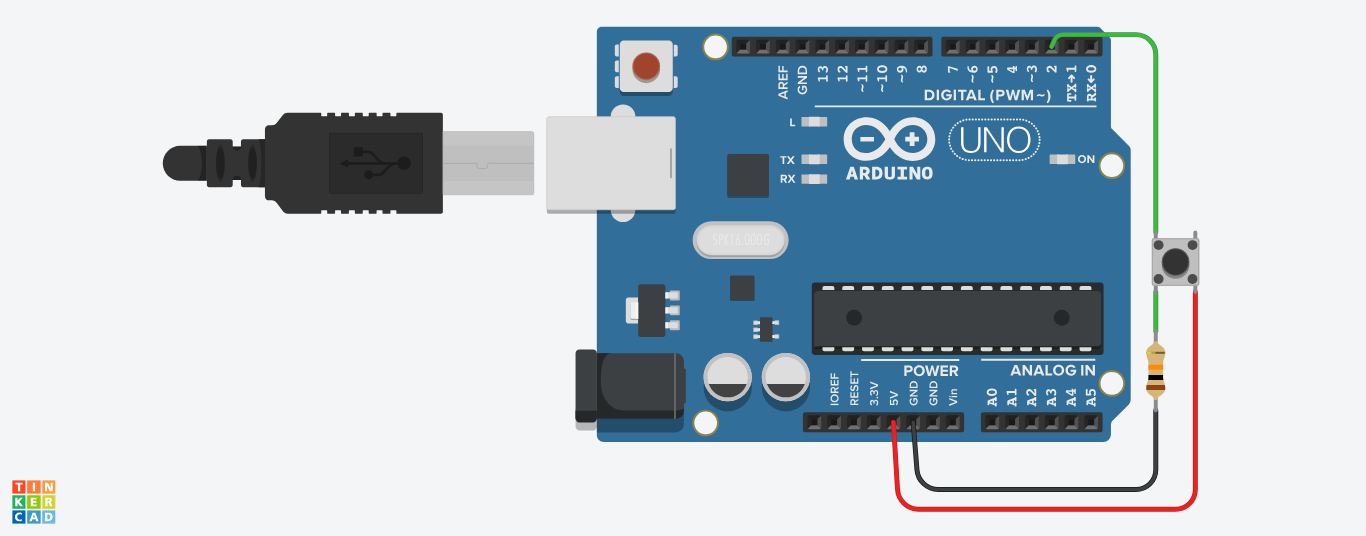 AREF
GND
13
12
~11
~10
~9
8
7
~6
~5
4
~3
2
TX→1
RX←0
DIGITAL (PWM~)
L
TX
RX
ARDUINO
UNO
ON
SPK16.000G
POWER
ANALOG IN
IOREF
RESET
3.3V
5V
GND
GND
Vin
A0
A1
A2
A3
A4
A5
TIN
KER
CAD